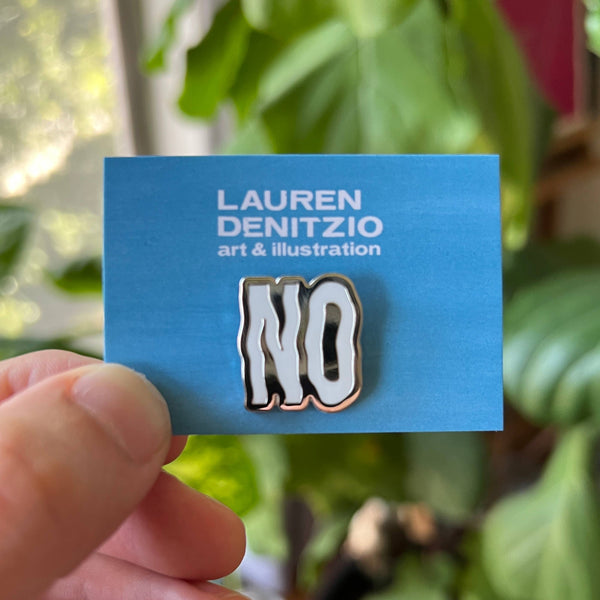 LAUREN
DENITZIO
art & illustration
NO